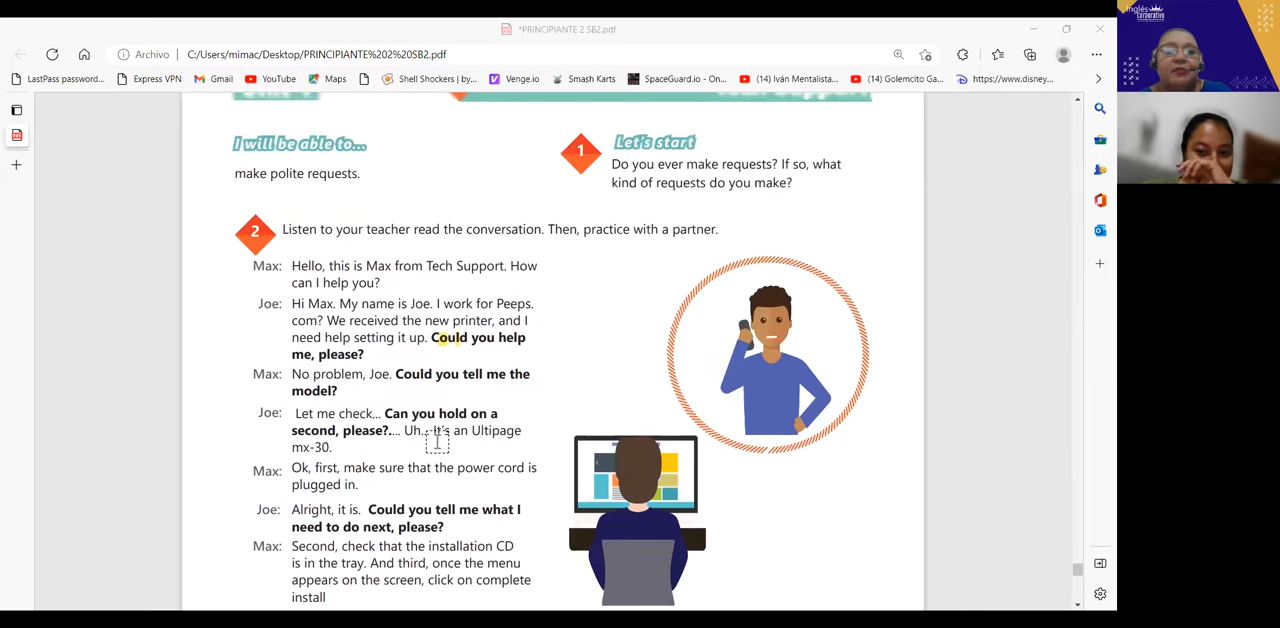 *PRINCIPIANTE 2 SB2.pdf
Archivo C:/Users/mimac/Desktop/PRINCIPIANTE%202%20SB2.pdf
LastPass password... Express VPN Gmail YouTube Maps Shell Shockers | by... Venge.io Smash Karts SpaceGuard.io - On... (14) Iván Mentalista... (14) Golemcito Ga... https://www.disney...
Inglés
Corporativo
I will be able to...
make polite requests.
1 Let's start
Do you ever make requests? If so, what
kind of requests do you make?
2 Listen to your teacher read the conversation. Then, practice with a partner.
Max: Hello, this is Max from Tech Support. How
can I help you?
Joe: Hi Max. My name is Joe. I work for Peeps.
com? We received the new printer, and I
need help setting it up. Could you help
me, please?
Max: No problem, Joe. Could you tell me the
model?
Joe: Let me check... Can you hold on a
second, please?.... Uh... It's an Ultipage
mx-30.
Max: Ok, first, make sure that the power cord is
plugged in.
Joe: Alright, it is. Could you tell me what I
need to do next, please?
Max: Second, check that the installation CD
is in the tray. And third, once the menu
appears on the screen, click on complete
install